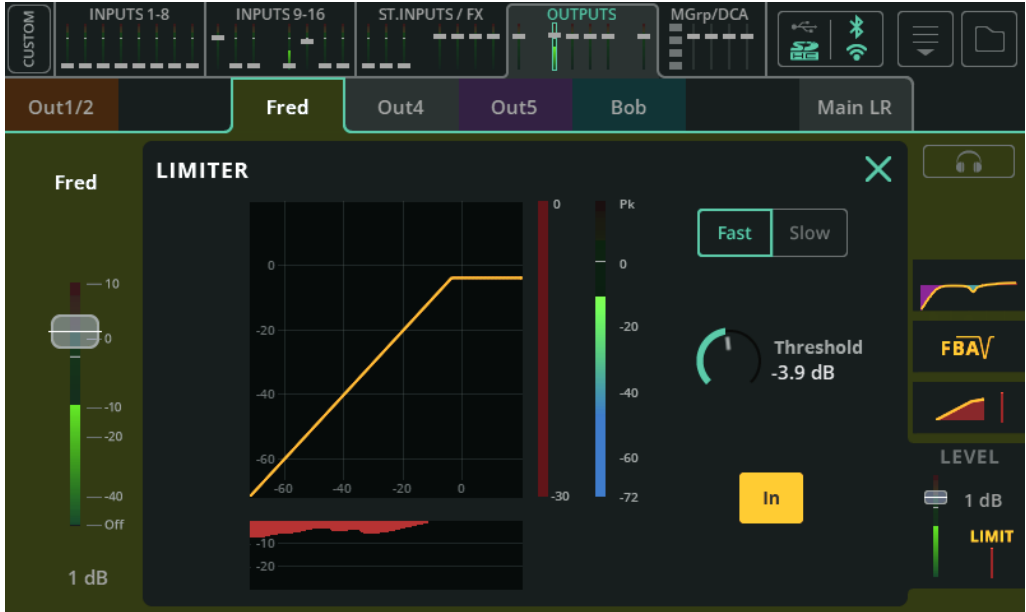 CUSTOM
INPUTS 1-8
INPUTS 9-16
ST.INPUTS / FX
OUTPUTS
MGrp/DCA
SD
HC
Out1/2
Fred
Out4
Out5
Bob
Main LR
Fred
10
0
-10
-20
-40
Off
1 dB
LIMITER
0
-20
-40
-60
-60
-40
-20
0
-10
-20
0
-30
Pk
0
-20
-40
-60
-72
Fast
Slow
Threshold
-3.9 dB
In
FBA
LEVEL
1 dB
LIMIT